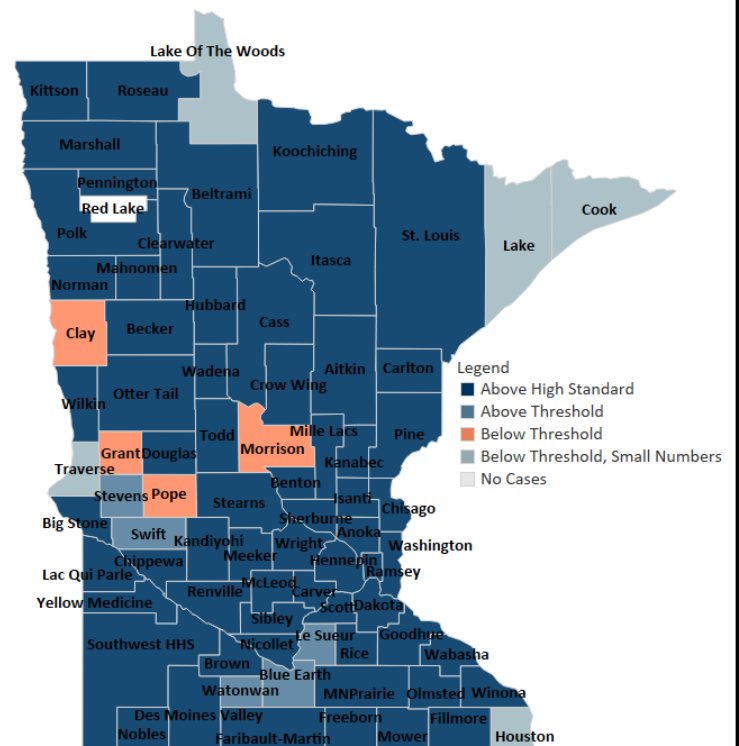 Lake Of The Woods
Kittson
Roseau
Marshall
Koochiching
Pennington
Beltrami
Red Lake
Cook
Polk
St. Louis
Clearwater
Lake
Itasca
Mahnomen
Norman
Hubbard
Cass
Clay
Becker
Legend
Carlton
Aitkin
Wadena
Crow Wing
Above High Standard
Otter Tail
Wilkin
Above Threshold
Mille Lacs
Below Threshold
Todd
Pine
Morrison
Grant
Douglas
Below Threshold, Small Numbers
Kanabec
Traverse
No Cases
Benton
Stevens
Pope
Isanti
Stearns
Chisago
Sherburne
Big Stone
Anoka
Swift
Kandiyohi
Wright
Washington
Meeker
Chippewa
Hennepin
Ramsey
Lac Qui Parle
McLeod
Renville
Carver
Yellow Medicine
Scott
Dakota
Sibley
Le Sueur
Goodhue
Southwest HHS
Nicollet
Rice
Wabasha
Brown
Blue Earth
Watonwan
MNPrairie
Olmsted
Winona
Des Moines Valley
Freeborn
Fillmore
Nobles
Faribault-Martin
Mower
Houston